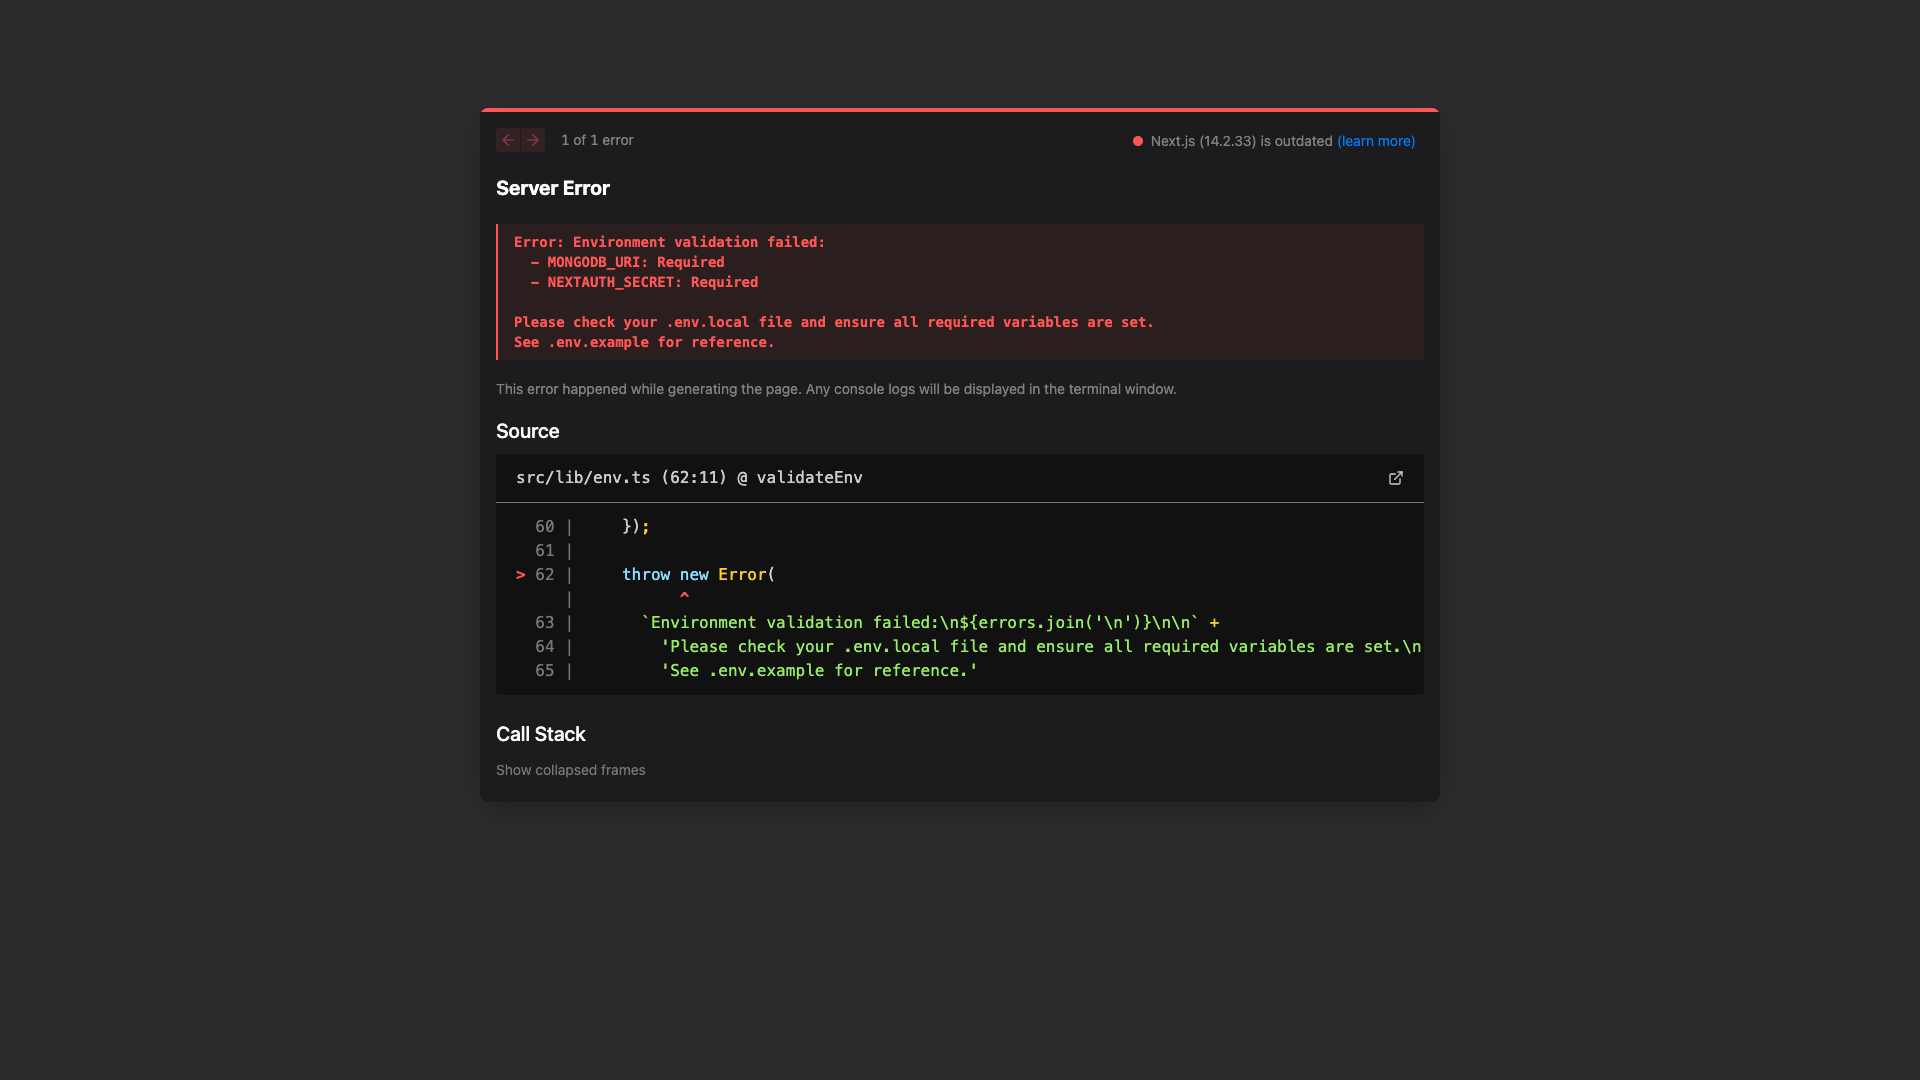 1 of 1 error
Next.js (14.2.33) is outdated (learn more)
Server Error
Error: Environment validation failed:
  - MONGODB_URI: Required
  - NEXTAUTH_SECRET: Required
Please check your .env.local file and ensure all required variables are set.
See .env.example for reference.
This error happened while generating the page. Any console logs will be displayed in the terminal window.
Source
src/lib/env.ts (62:11) @ validateEnv
  60 |     });
  61 |
> 62 |     throw new Error(
     |           ^
  63 |       `Environment validation failed:\n${errors.join('\n')}\n\n` +
  64 |         'Please check your .env.local file and ensure all required variables are set.\n
  65 |         'See .env.example for reference.'
Call Stack
Show collapsed frames